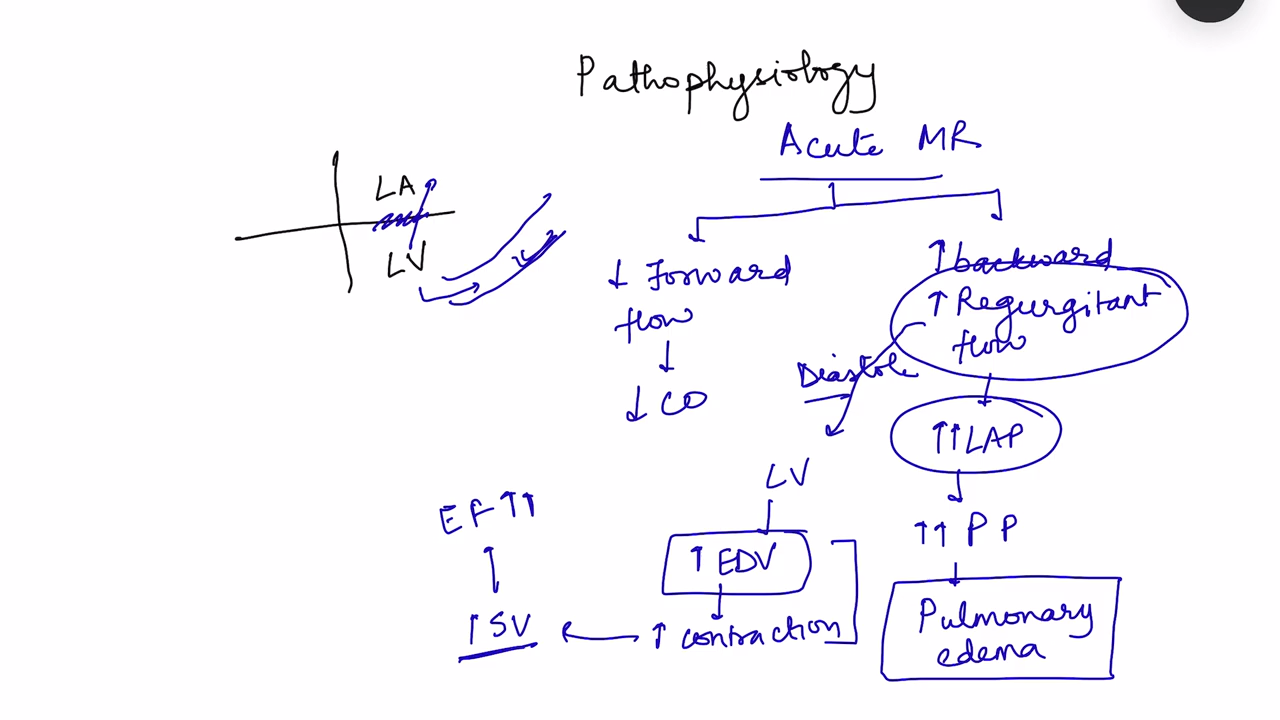 Pathophysiology
Acute MR
LA
LV
↓ Forward
flow
↓
↓ CO
↑ backward
↑ Regurgitant
flow
Diastole
↑↑ LAP
LV
EF ↑↑
↑↑ PP
↑ EDV
↑ SV
↑ contraction
Pulmonary
edema